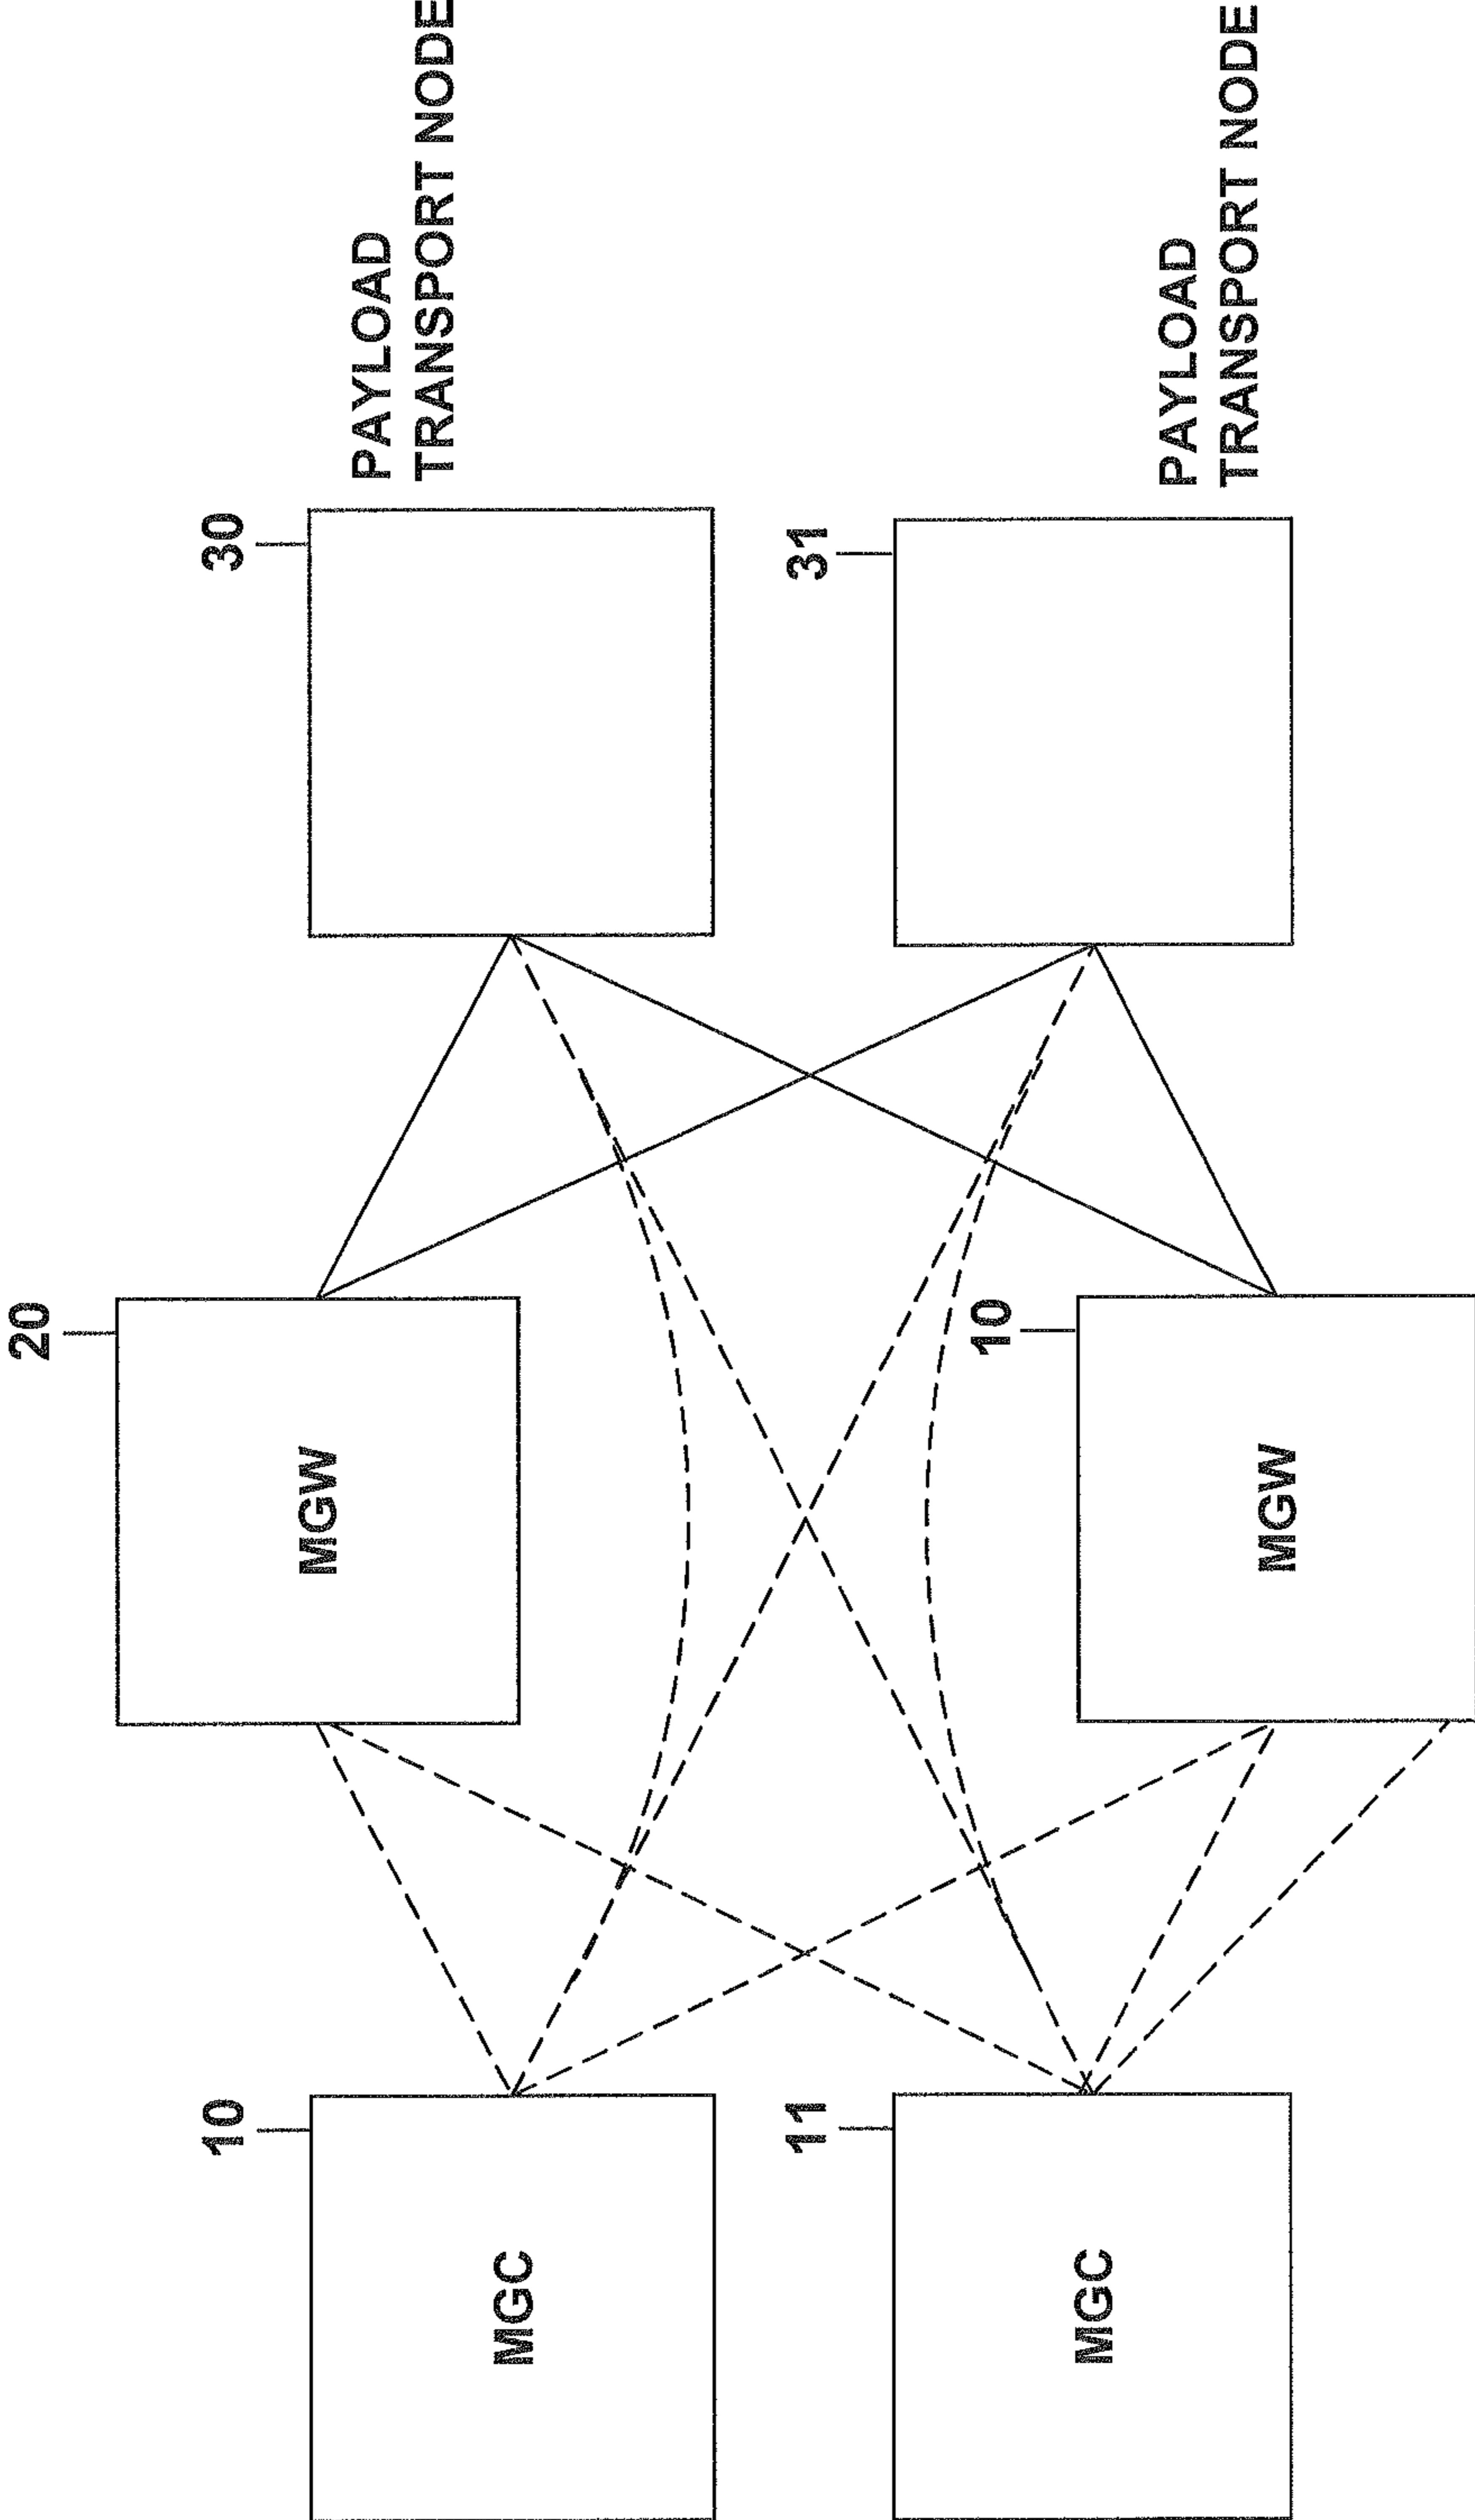 20
10
30
MGW
PAYLOAD
TRANSPORT NODE
MGC
11
31
10
MGC
PAYLOAD
TRANSPORT NODE
MGW